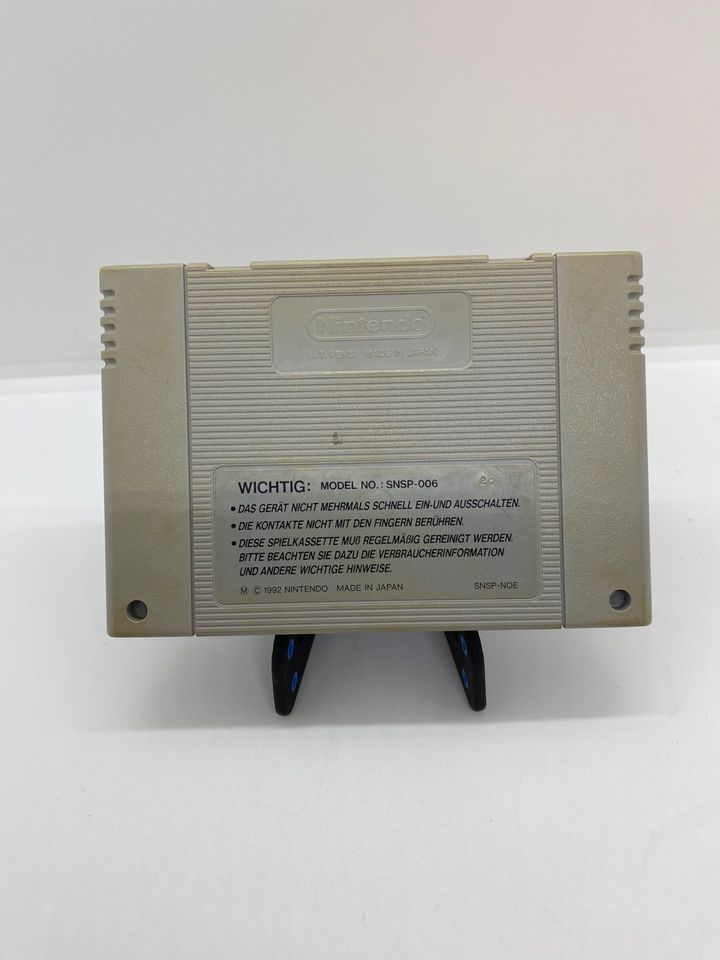 Nintendo
PAT. PEND. MADE IN JAPAN
WICHTIG: MODEL NO.: SNSP-006 20
• DAS GERÄT NICHT MEHRMALS SCHNELL EIN-UND AUSSCHALTEN.
• DIE KONTAKTE NICHT MIT DEN FINGERN BERÜHREN.
• DIESE SPIELKASSETTE MUß REGELMÄßIG GEREINIGT WERDEN.
BITTE BEACHTEN SIE DAZU DIE VERBRAUCHERINFORMATION
UND ANDERE WICHTIGE HINWEISE.
Ⓜ © 1992 NINTENDO MADE IN JAPAN SNSP-NOE